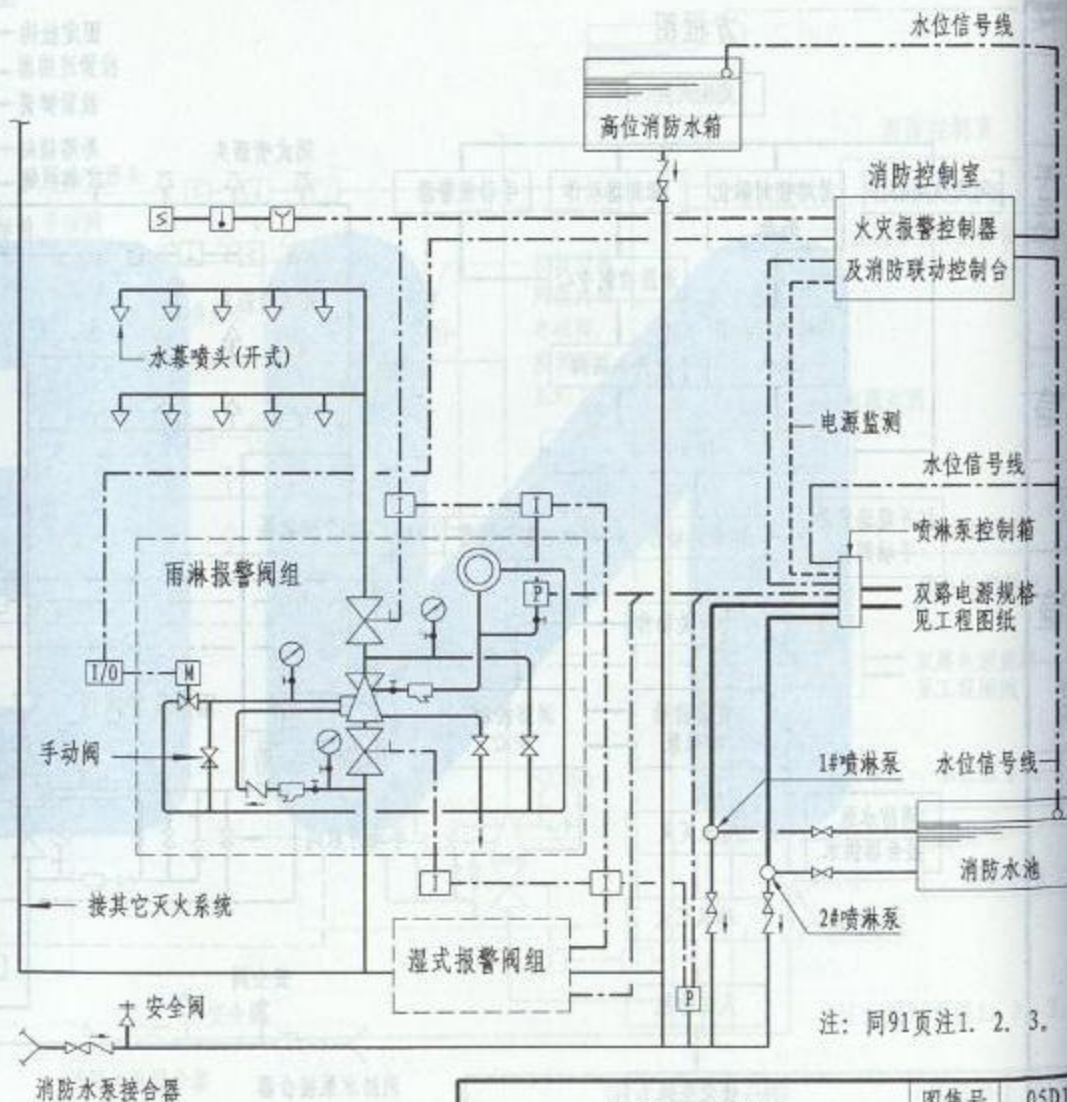 水位信号线
高位消防水箱
消防控制室
火灾报警控制器
及消防联动控制台
水幕喷头(开式)
电源监测
水位信号线
喷淋泵控制箱
I
I
雨淋报警阀组
P
双路电源规格
见工程图纸
I/O
M
手动阀
1#喷淋泵
水位信号线
消防水池
I
I
接其它灭火系统
2#喷淋泵
湿式报警阀组
P
安全阀
注: 同91页注1. 2. 3。
消防水泵接合器
图集号